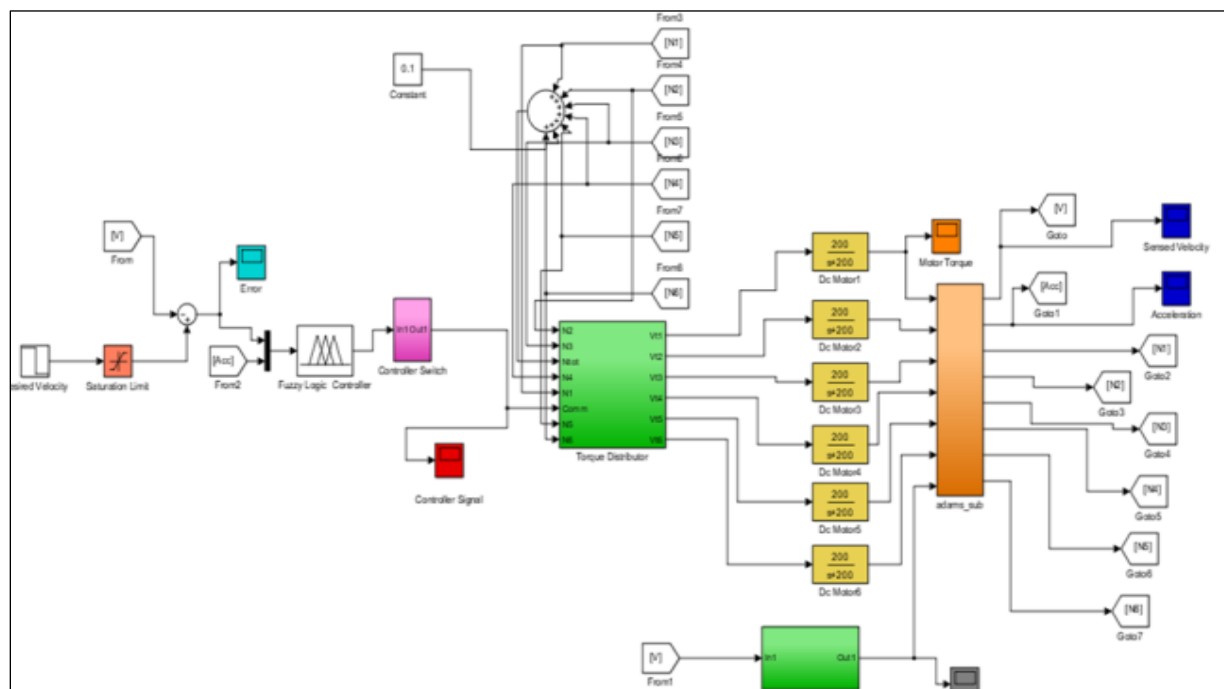 From3
[N1]
From4
0.1
Constant
[N2]
From5
[N3]
From6
[N4]
From7
[N5]
From8
[N6]
[V]
From
Error
esired Velocity
Saturation Limit
[Acc]
From2
Fuzzy Logic Controller
In1 Out1
Controller Switch
Controller Signal
N2
N3
Ntot
N4
N1
Comm
N5
N6
Vt1
Vt2
Vt3
Vt4
Vt5
Vt6
Torque Distributor
200
s+200
Dc Motor1
200
s+200
Dc Motor2
200
s+200
Dc Motor3
200
s+200
Dc Motor4
200
s+200
Dc Motor5
200
s+200
Dc Motor6
Motor Torque
adams_sub
[V]
Goto
Sensed Velocity
[Acc]
Goto1
Acceleration
[N1]
Goto2
[N2]
Goto3
[N3]
Goto4
[N4]
Goto5
[N5]
Goto6
[N6]
Goto7
[V]
From1
In1
Out1